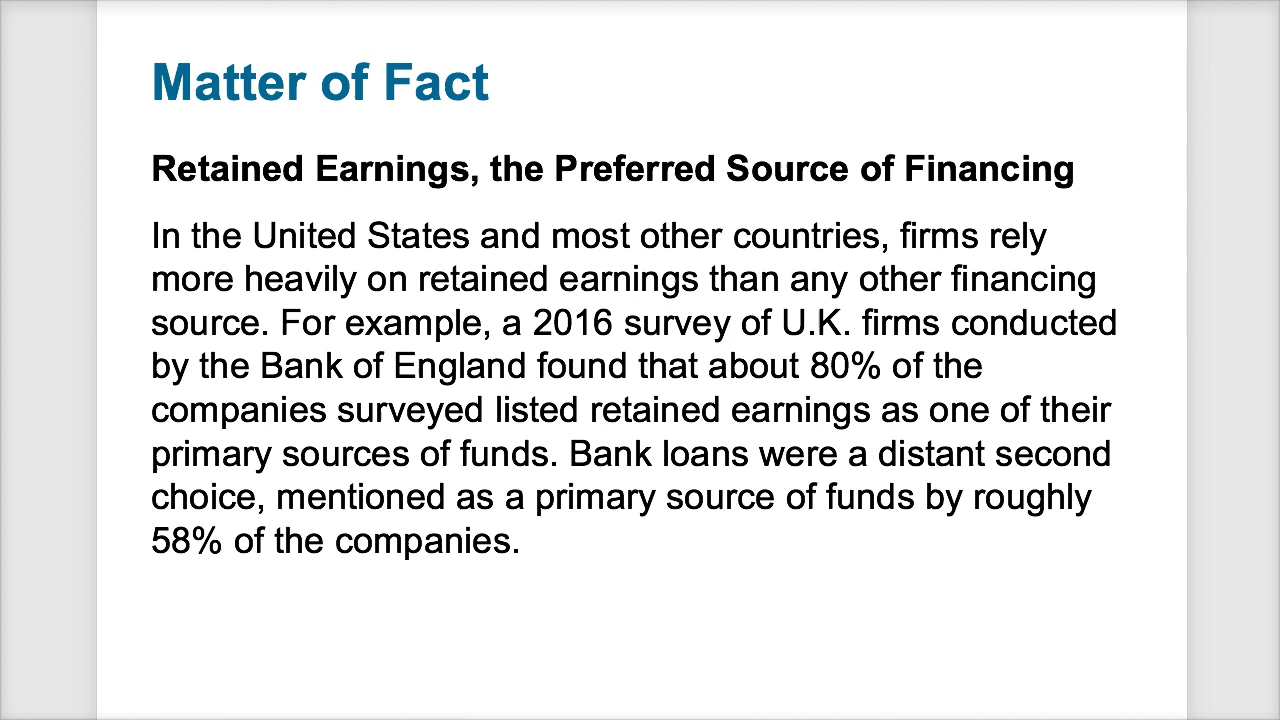 Matter of Fact
Retained Earnings, the Preferred Source of Financing
In the United States and most other countries, firms rely
more heavily on retained earnings than any other financing
source. For example, a 2016 survey of U.K. firms conducted
by the Bank of England found that about 80% of the
companies surveyed listed retained earnings as one of their
primary sources of funds. Bank loans were a distant second
choice, mentioned as a primary source of funds by roughly
58% of the companies.